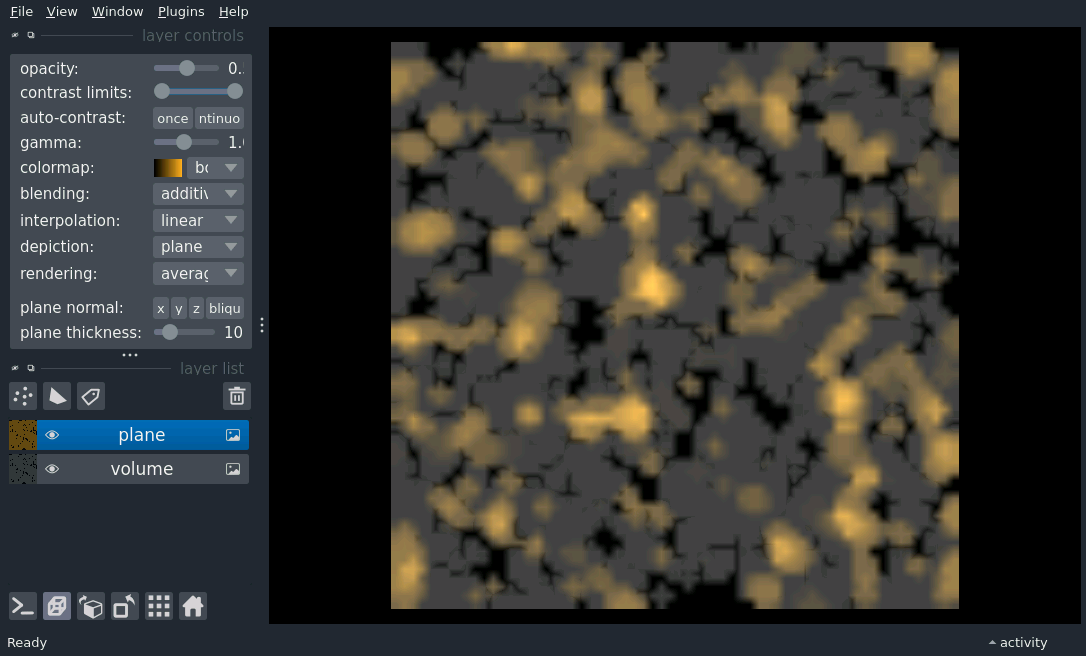 File View Window Plugins Help
layer controls
opacity: 0.
contrast limits:
auto-contrast: once ntinuo
gamma: 1.
colormap: bo
blending: additiv
interpolation: linear
depiction: plane
rendering: averag
plane normal: x y z bliqu
plane thickness: 10
layer list
plane
volume
Ready
activity